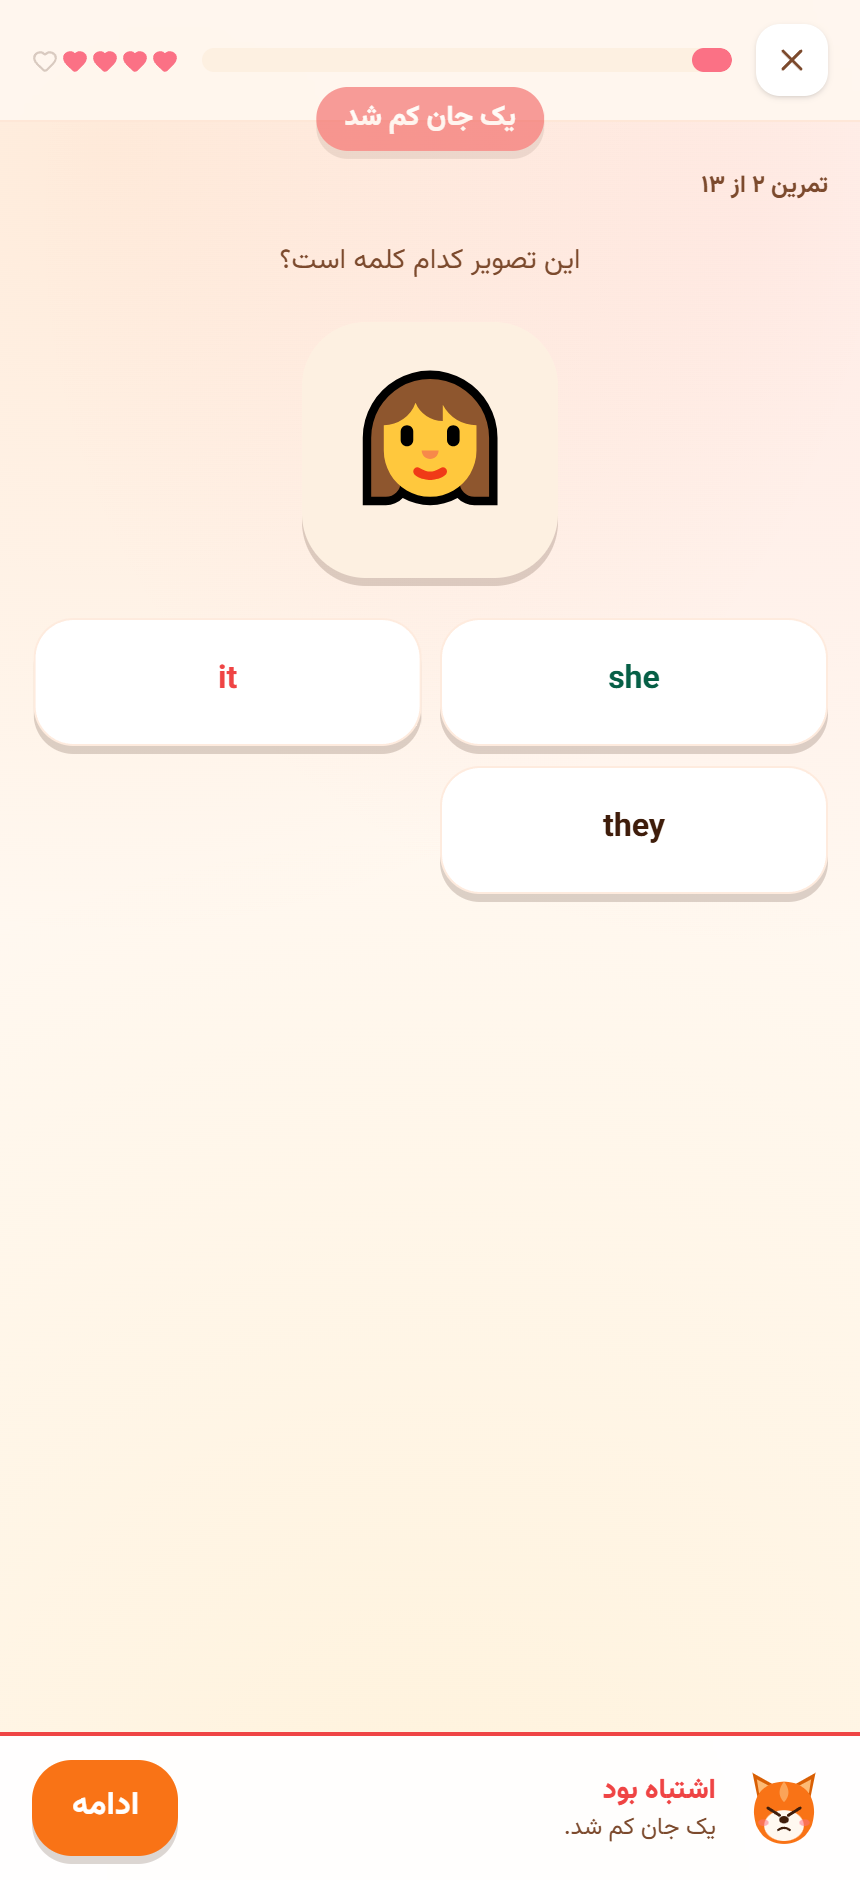 یک جان کم شد
تمرین ۲ از ۱۳
این تصویر کدام کلمه است؟
she
it
they
اشتباه بود
یک جان کم شد.
ادامه